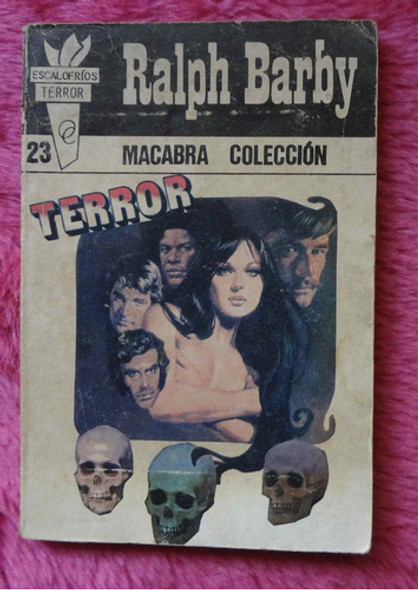 ESCALOFRÍOS
TERROR
Ralph Barby
23
MACABRA COLECCIÓN
TERROR